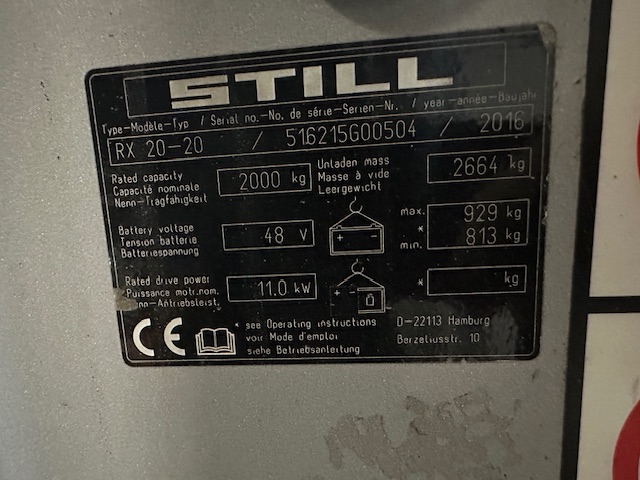 STILL
Type-Modèle-Typ / Serial no.-No. de série-Serien-Nr. / year-année-Baujahr
RX 20-20 / 516215G00504 / 2016
Rated capacity
Capacité nominale
Nenn-Tragfähigkeit
2000 kg
Unladen mass
Masse à vide
Leergewicht
2664 kg
Battery voltage
Tension batterie
Batteriespannung
48 V
+ -
max. 929 kg
*
min. 813 kg
Rated drive power
Puissance motr.nom.
-Antriebsleist.
11.0 kW
+
* kg
CE
* see Operating instructions
voir Mode d'emploi
siehe Betriebsanleitung
D-22113 Hamburg
Berzeliusstr. 10